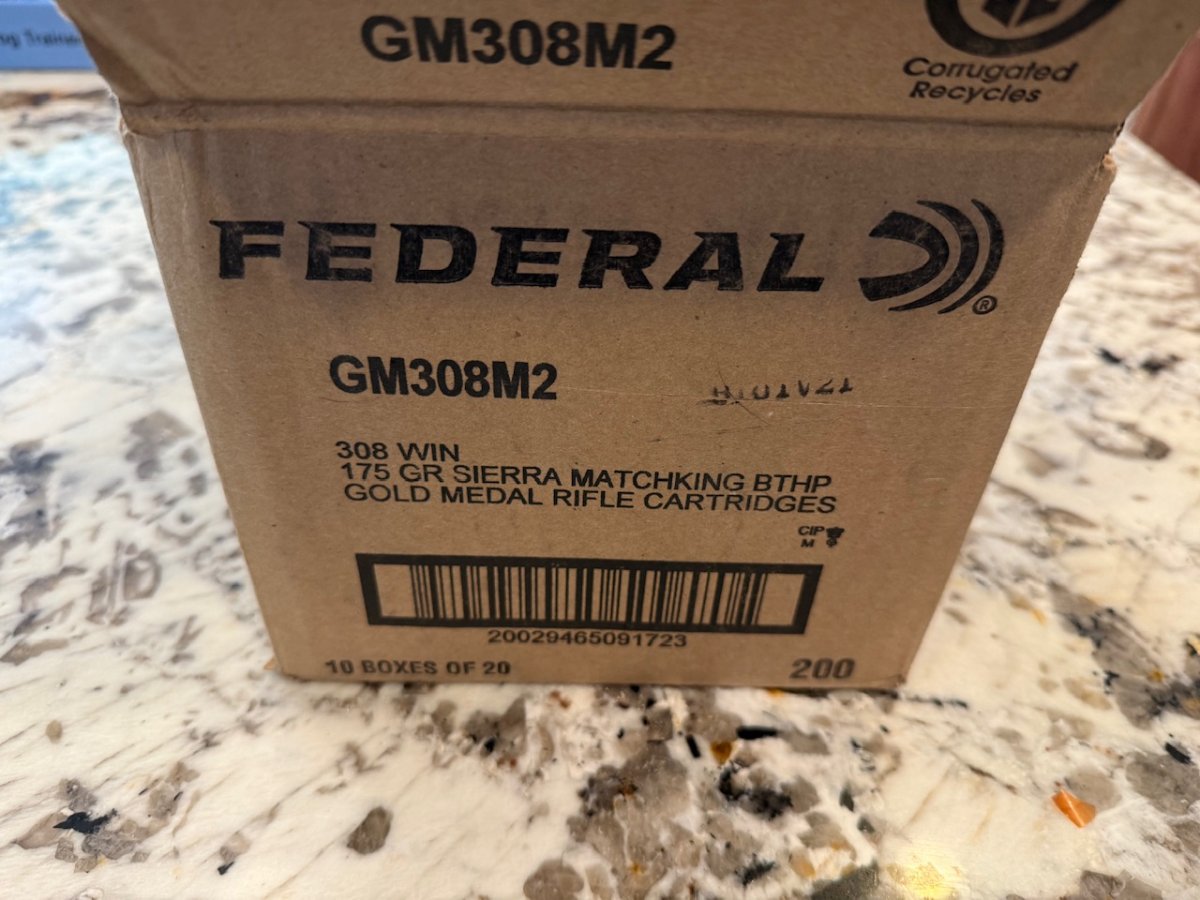 GM308M2
Corrugated
Recycles
FEDERAL ®
GM308M2
308 WIN
175 GR SIERRA MATCHKING BTHP
GOLD MEDAL RIFLE CARTRIDGES
CIP
M
20029465091723
10 BOXES OF 20
200